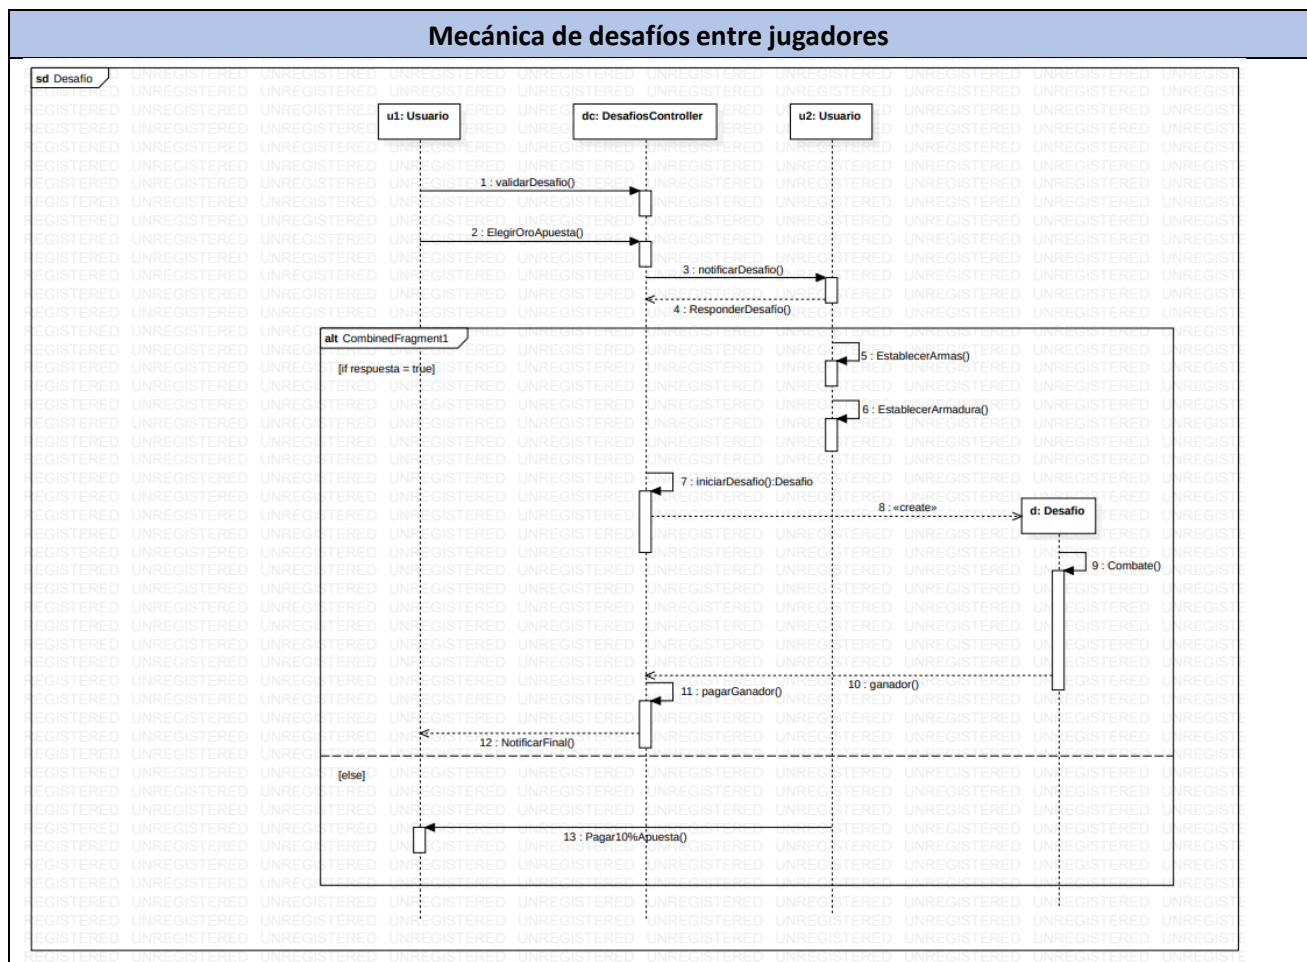 Mecánica de desafíos entre jugadores
sd Desafío
u1: Usuario
dc: DesafiosController
u2: Usuario
1 : validarDesafio()
2 : ElegirOroApuesta()
3 : notificarDesafio()
4 : ResponderDesafío()
alt CombinedFragment1
5 : EstablecerArmas()
[if respuesta = true]
6 : EstablecerArmadura()
7 : iniciarDesafio():Desafio
8 : «create»
d: Desafio
9 : Combate()
10 : ganador()
11 : pagarGanador()
12 : NotificarFinal()
[else]
13 : Pagar10%Apuesta()
UNREGISTERED